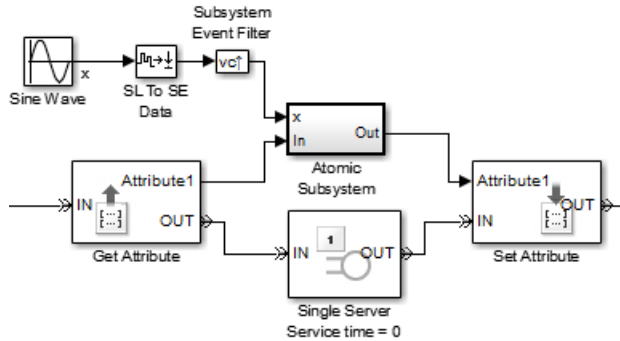 Subsystem
Event Filter
x
vc↑
Sine Wave
SL To SE
Data
x
In
Out
Atomic
Subsystem
Attribute1
IN
[:::]
OUT
Get Attribute
IN
1
OUT
Single Server
Service time = 0
Attribute1
OUT
IN
[:::]
Set Attribute